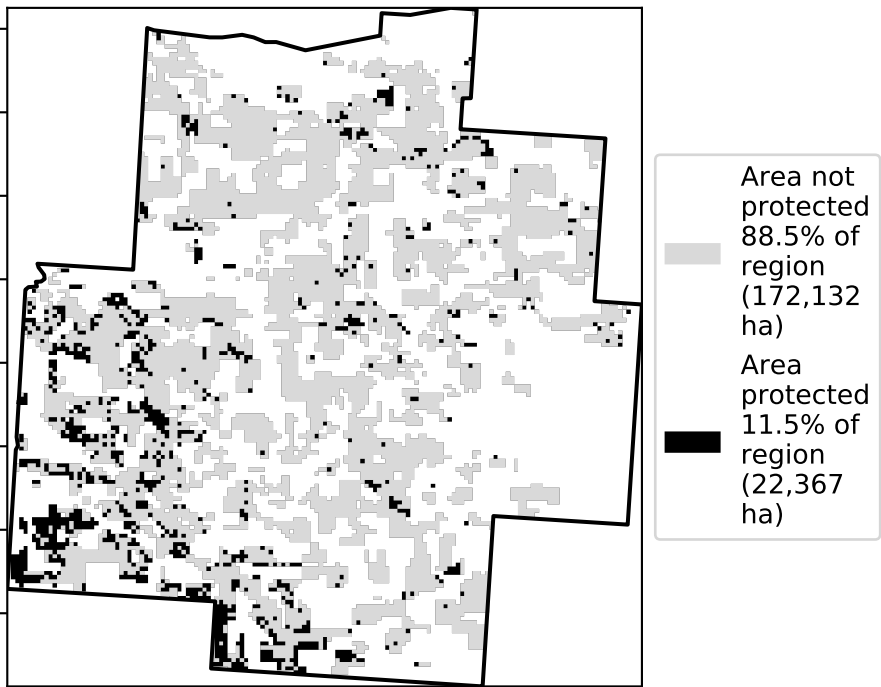 Area not
protected
88.5% of
region
(172,132
ha)
Area
protected
11.5% of
region
(22,367
ha)